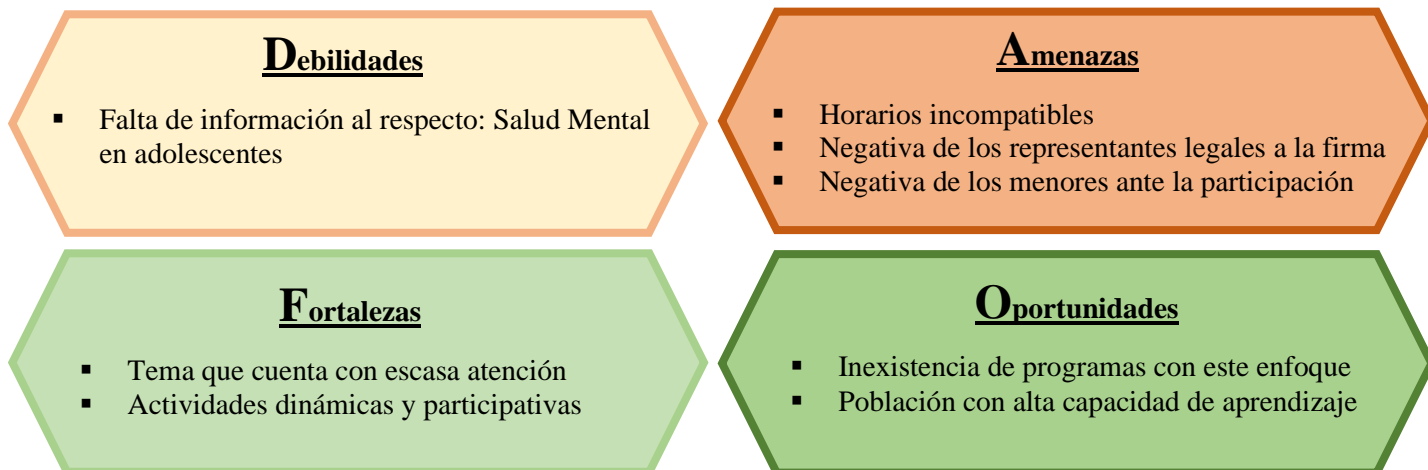 Debilidades
▪ Falta de información al respecto: Salud Mental
en adolescentes
Amenazas
▪ Horarios incompatibles
▪ Negativa de los representantes legales a la firma
▪ Negativa de los menores ante la participación
Fortalezas
▪ Tema que cuenta con escasa atención
▪ Actividades dinámicas y participativas
Oportunidades
▪ Inexistencia de programas con este enfoque
▪ Población con alta capacidad de aprendizaje